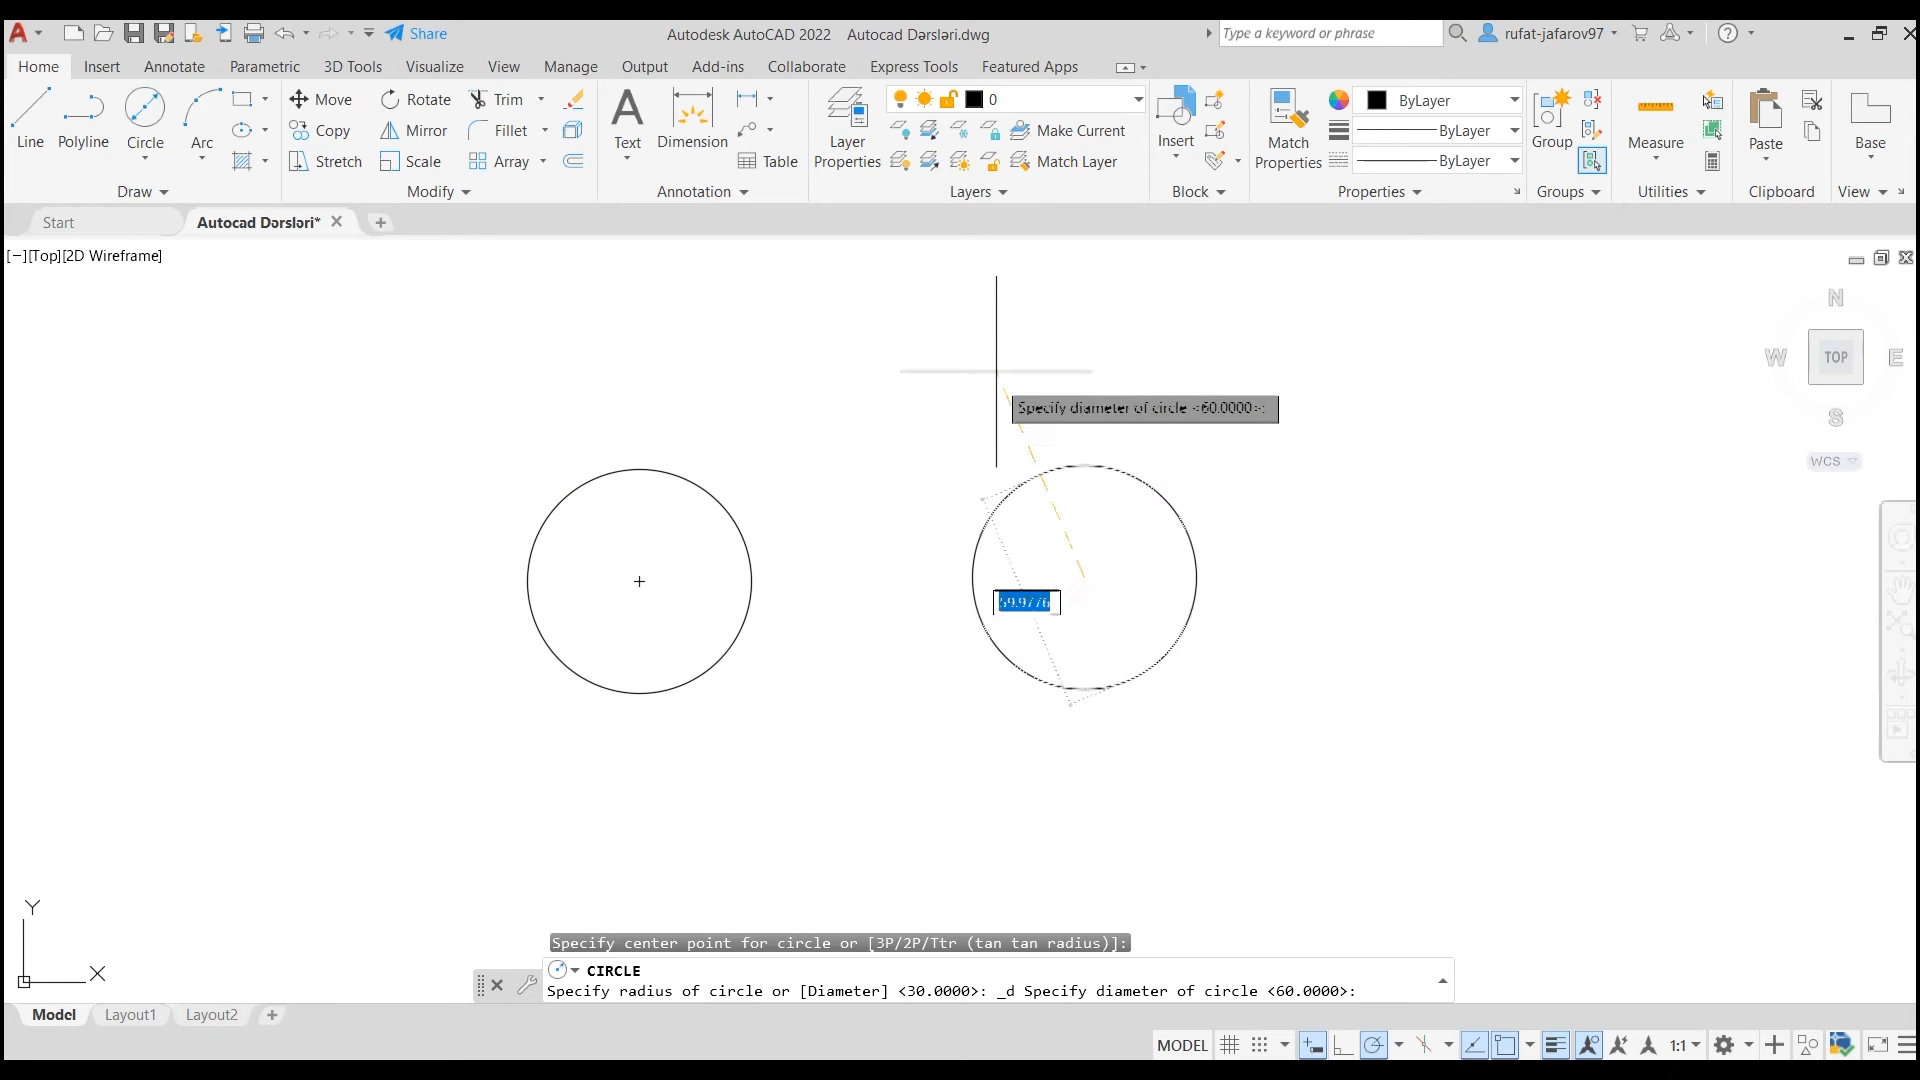 Share
Autodesk AutoCAD 2022 Autocad Dərsləri.dwg
Type a keyword or phrase
rufat-jafarov97
Home Insert Annotate Parametric 3D Tools Visualize View Manage Output Add-ins Collaborate Express Tools Featured Apps
Line Polyline Circle Arc
Move Rotate Trim
Copy Mirror Fillet
Stretch Scale Array
Text Dimension Table
Layer Properties
0
Make Current
Match Layer
Insert
Match Properties
ByLayer
ByLayer
ByLayer
Group
Measure
Paste
Base
Draw Modify Annotation Layers Block Properties Groups Utilities Clipboard View
Start Autocad Dərsləri*
[−][Top][2D Wireframe]
N
W TOP E
S
WCS
Specify diameter of circle <60.0000>:
59.9776
Y
X
Specify center point for circle or [3P/2P/Ttr (tan tan radius)]:
CIRCLE
Specify radius of circle or [Diameter] <30.0000>: _d Specify diameter of circle <60.0000>:
Model Layout1 Layout2
MODEL 1:1